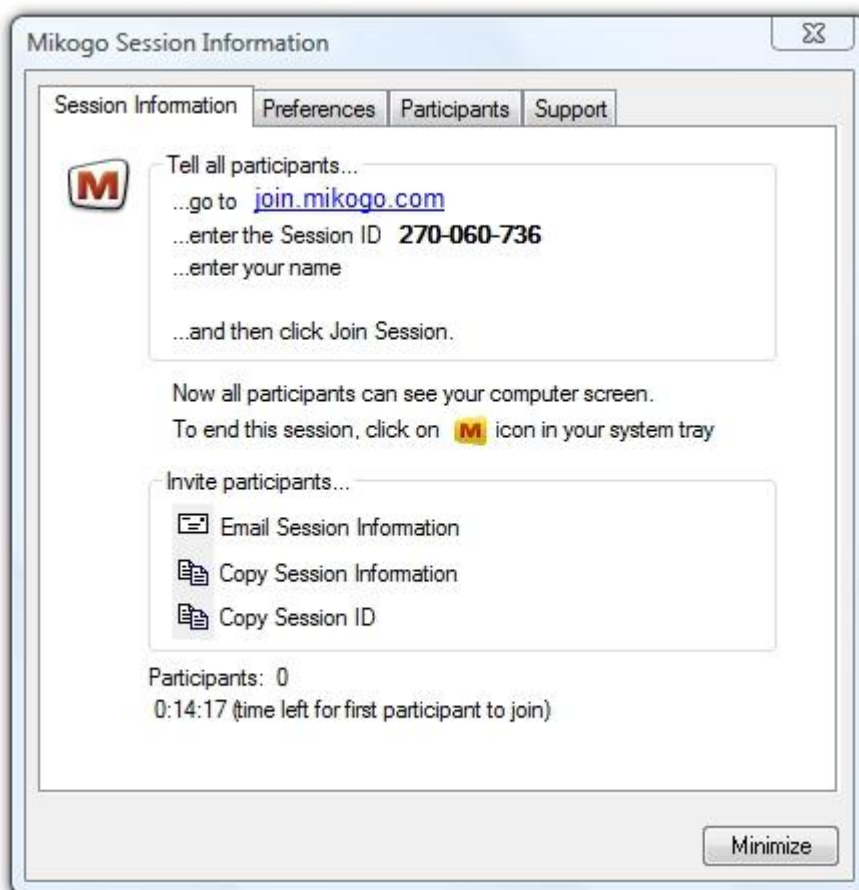 Mikogo Session Information
Session Information Preferences Participants Support
Tell all participants...
M
...go to join.mikogo.com
...enter the Session ID 270-060-736
...enter your name
...and then click Join Session.
Now all participants can see your computer screen.
To end this session, click on M icon in your system tray
Invite participants...
Email Session Information
Copy Session Information
Copy Session ID
Participants: 0
0:14:17 (time left for first participant to join)
Minimize